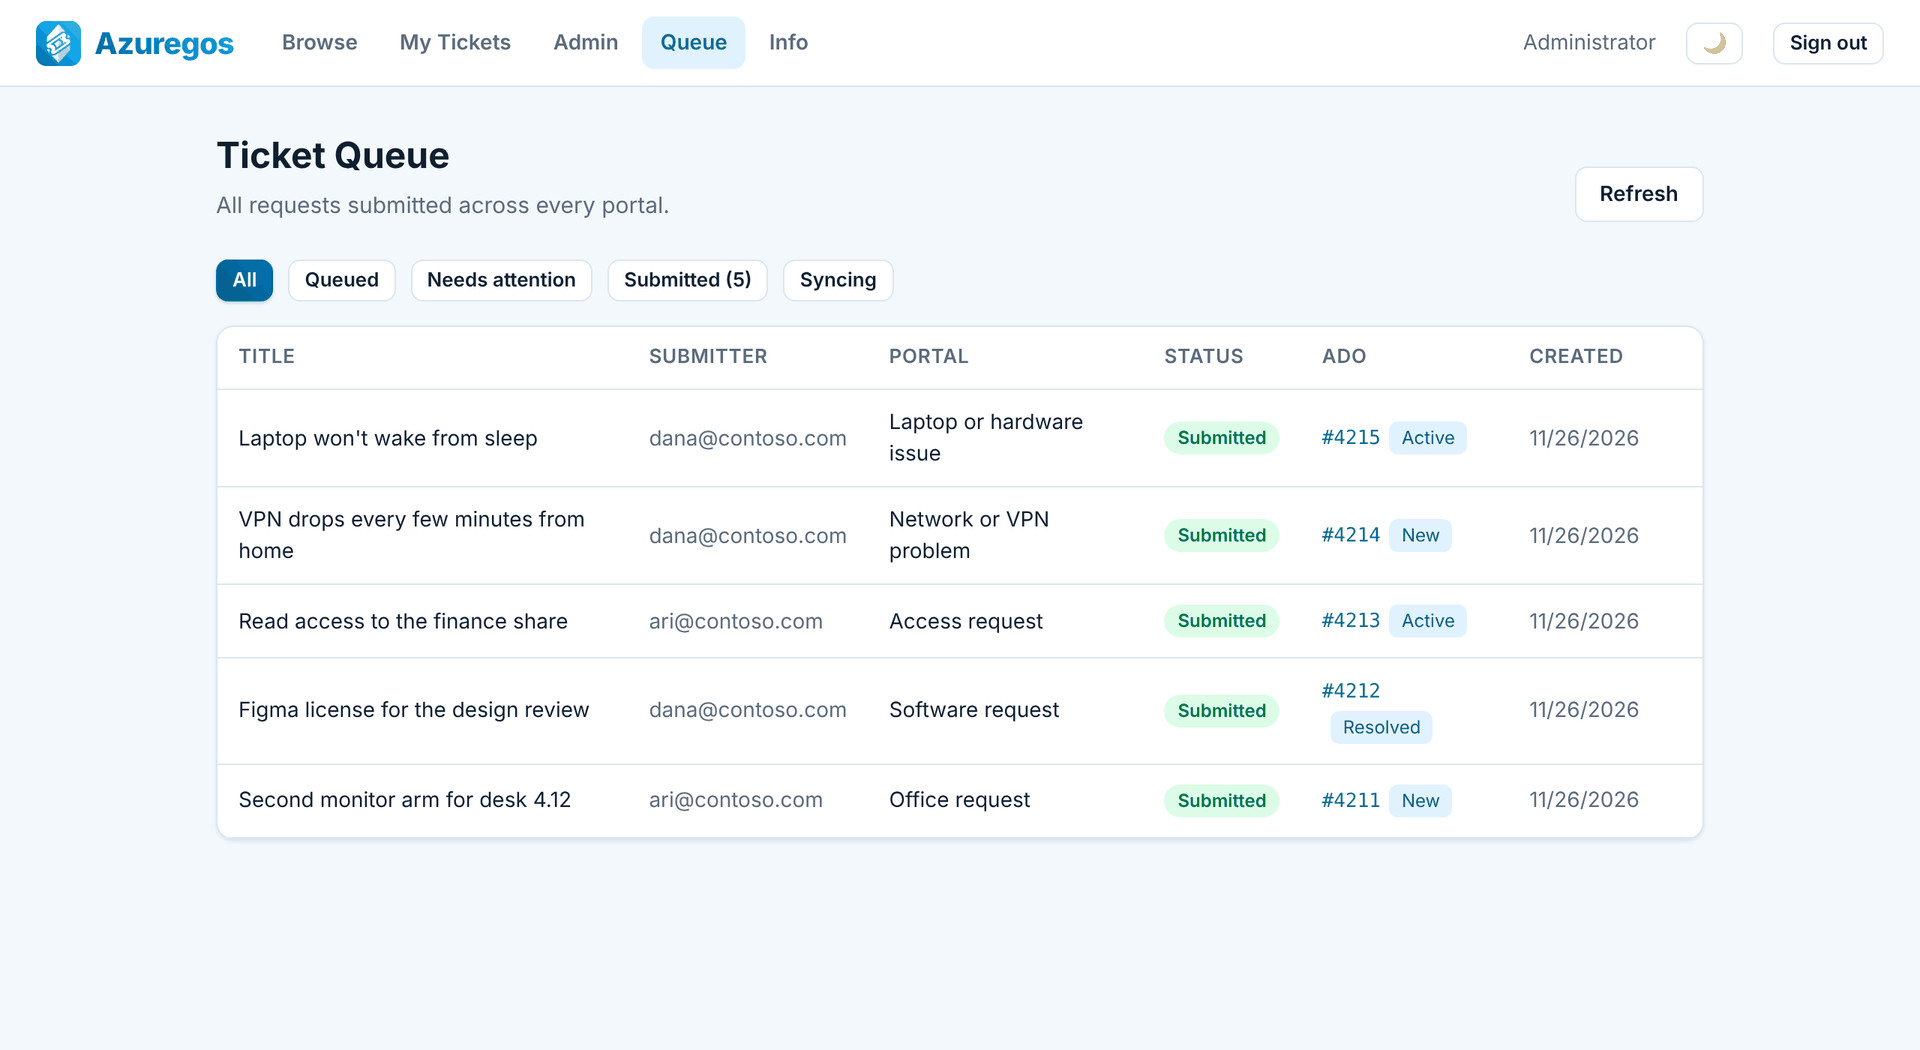 Azuregos
Browse
My Tickets
Admin
Queue
Info
Administrator
Sign out
Ticket Queue
All requests submitted across every portal.
Refresh
All
Queued
Needs attention
Submitted (5)
Syncing
TITLE
SUBMITTER
PORTAL
STATUS
ADO
CREATED
Laptop won't wake from sleep
dana@contoso.com
Laptop or hardware
issue
Submitted
#4215
Active
11/26/2026
VPN drops every few minutes from
home
dana@contoso.com
Network or VPN
problem
Submitted
#4214
New
11/26/2026
Read access to the finance share
ari@contoso.com
Access request
Submitted
#4213
Active
11/26/2026
Figma license for the design review
dana@contoso.com
Software request
Submitted
#4212
Resolved
11/26/2026
Second monitor arm for desk 4.12
ari@contoso.com
Office request
Submitted
#4211
New
11/26/2026